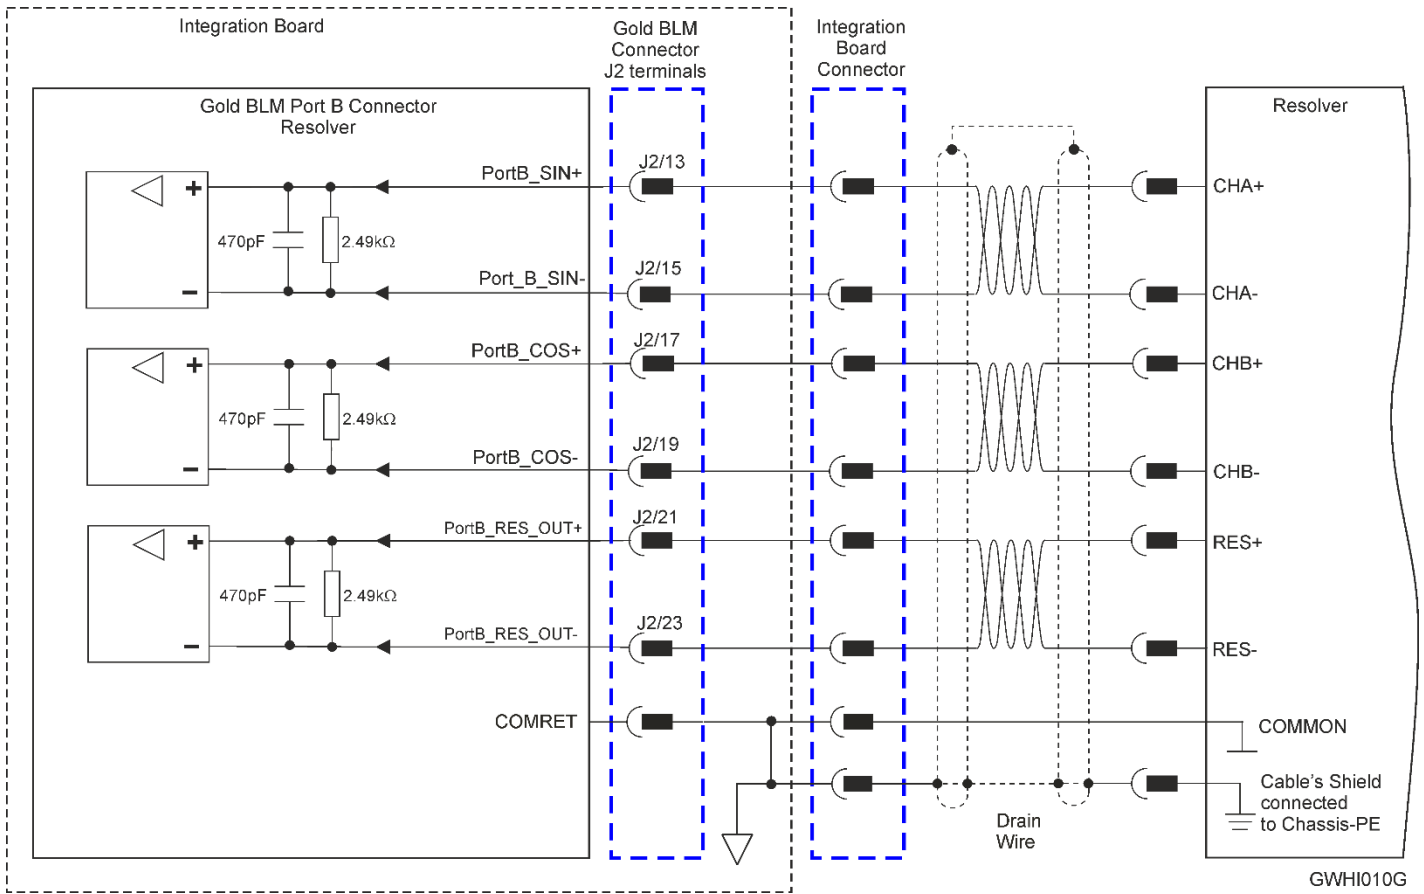 Integration Board
Gold BLM
Connector
J2 terminals
Integration
Board
Connector
Gold BLM Port B Connector
Resolver
Resolver
PortB_SIN+
J2/13
CHA+
+
470pF
2.49kΩ
Port_B_SIN-
J2/15
CHA-
−
PortB_COS+
J2/17
CHB+
+
470pF
2.49kΩ
PortB_COS-
J2/19
CHB-
−
PortB_RES_OUT+
J2/21
RES+
+
470pF
2.49kΩ
PortB_RES_OUT-
J2/23
RES-
−
COMRET
COMMON
Cable's Shield
connected
to Chassis-PE
Drain
Wire
GWHI010G